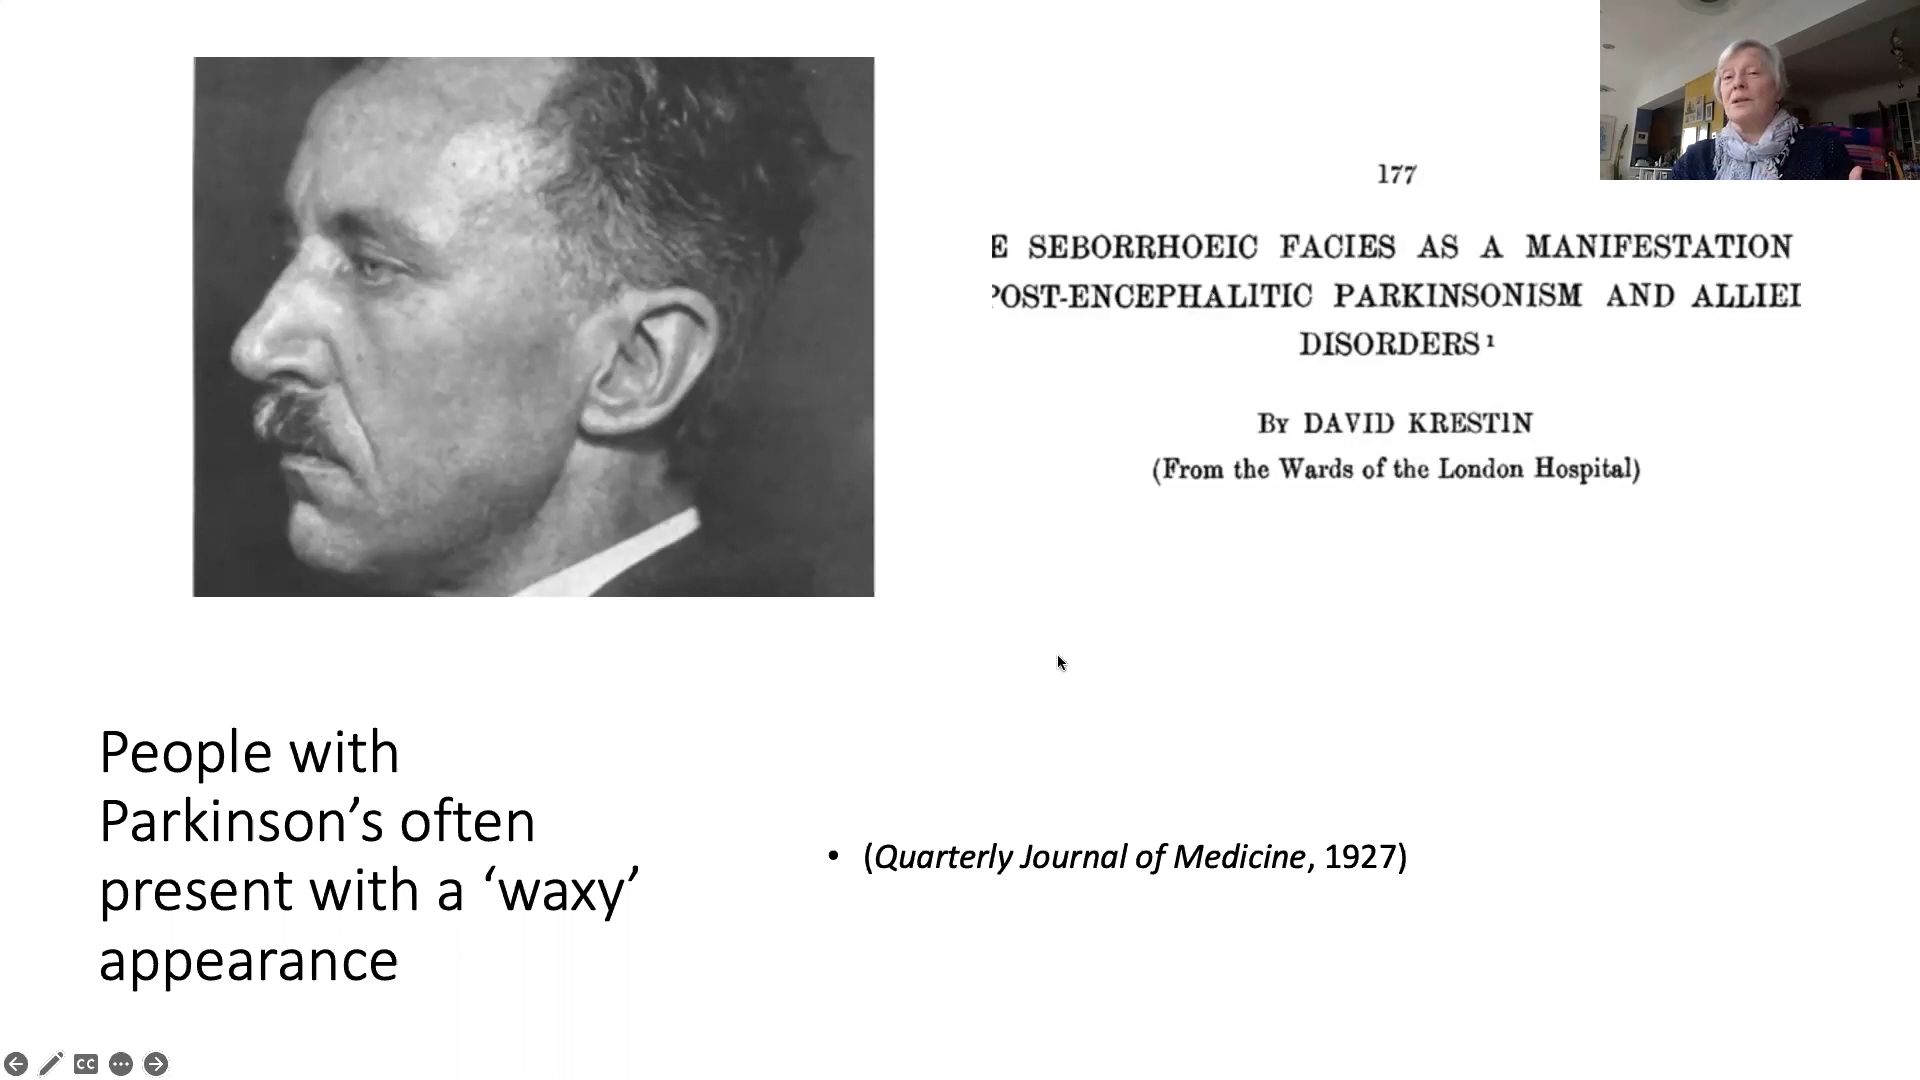 177
E SEBORRHOEIC FACIES AS A MANIFESTATION
POST-ENCEPHALITIC PARKINSONISM AND ALLIE
DISORDERS¹
By DAVID KRESTIN
(From the Wards of the London Hospital)
People with
Parkinson’s often
present with a ‘waxy’
appearance
• (Quarterly Journal of Medicine, 1927)
CC